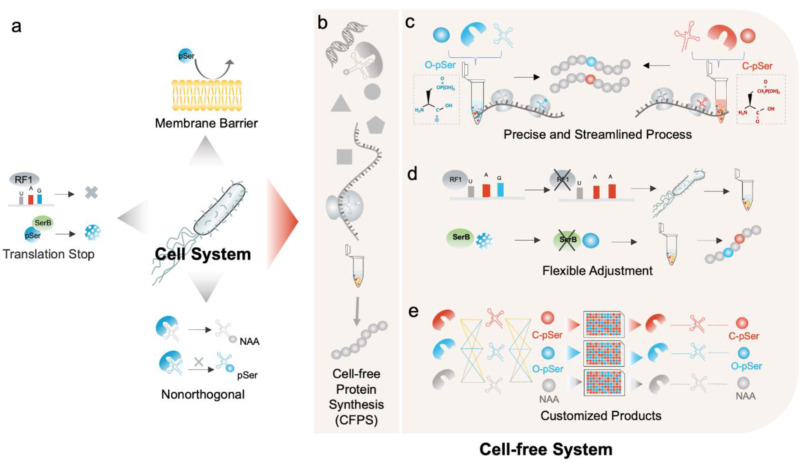 a
pSer
Membrane Barrier
RF1
U A G
SerB
pSer
Translation Stop
Cell System
NAA
pSer
Nonorthogonal
b
Cell-free
Protein
Synthesis
(CFPS)
c
O-pSer
C-pSer
Precise and Streamlined Process
d
RF1
U A G
RF1
U A A
SerB
SerB
Flexible Adjustment
e
C-pSer
O-pSer
NAA
C-pSer
O-pSer
NAA
Customized Products
Cell-free System